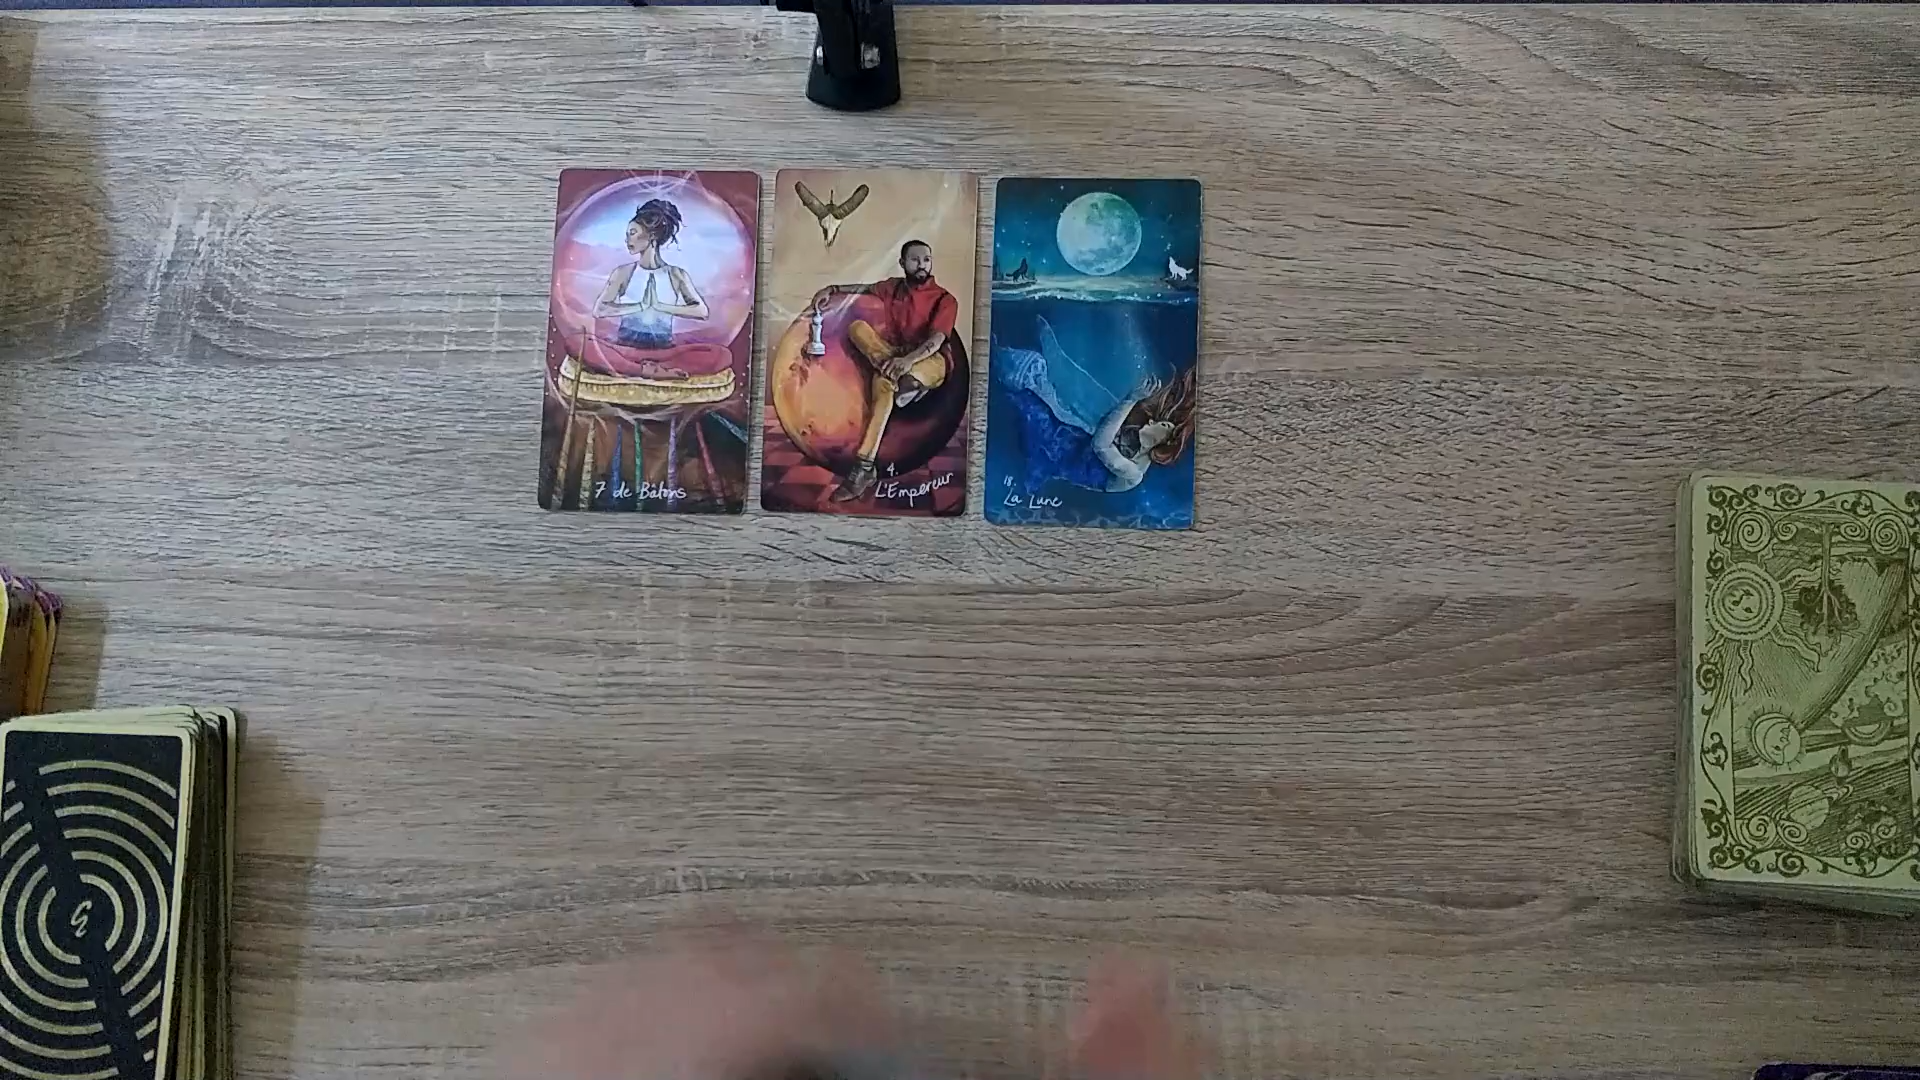 7 de Bâtons
4.
L'Empereur
18.
La Lune